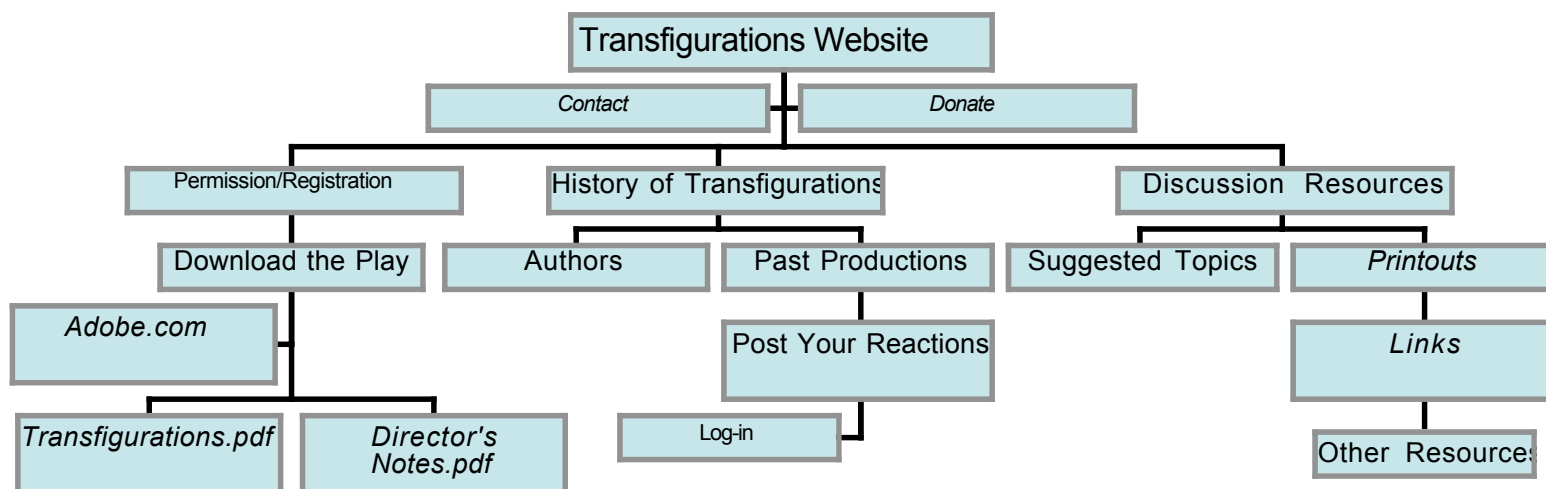 Transfigurations Website
Contact
Donate
Permission/Registration
History of Transfigurations
Discussion Resources
Download the Play
Authors
Past Productions
Suggested Topics
Printouts
Adobe.com
Post Your Reactions
Links
Transfigurations.pdf
Director's
Notes.pdf
Log-in
Other Resources